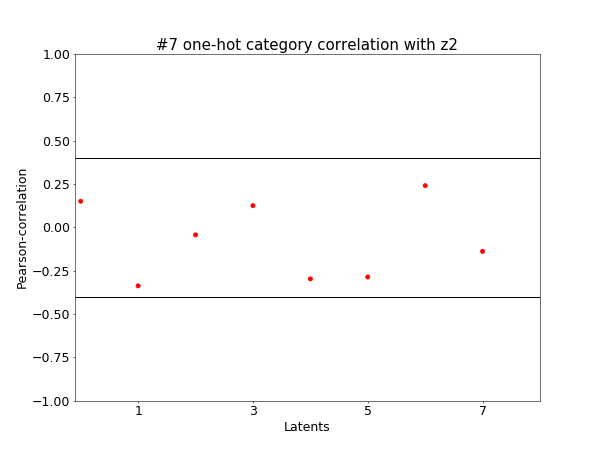 #7 one-hot category correlation with z2
1.00
0.75
0.50
0.25
0.00
−0.25
−0.50
−0.75
−1.00
Pearson-correlation
1 3 5 7
Latents